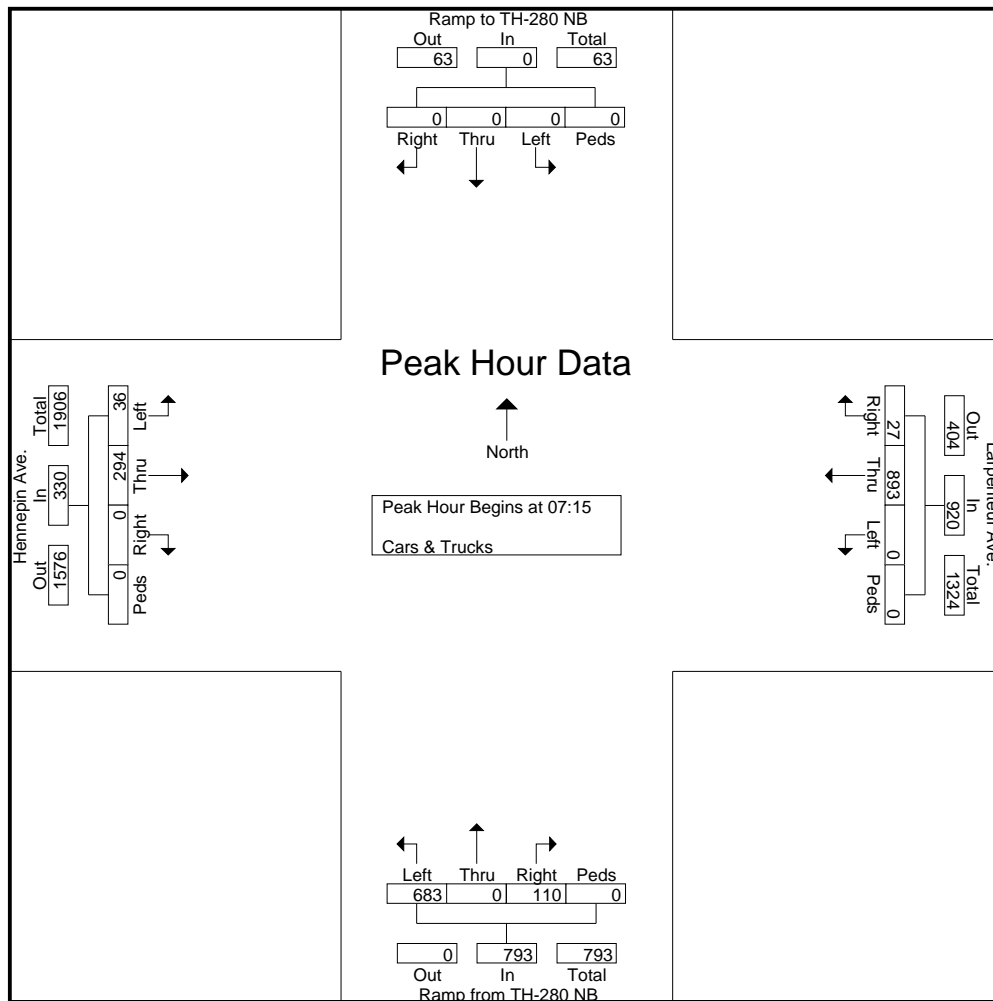 Ramp to TH-280 NB
Out In Total
63 0 63
0 0 0 0
Right Thru Left Peds
Peak Hour Data
North
Peak Hour Begins at 07:15
Cars & Trucks
Hennepin Ave.
Out In Total
1576 330 1906
36 294 0 0
Left Thru Right Peds
Right Thru Left Peds
27 893 0 0
Out In Total
404 920 1324
Larpenteur Ave.
Left Thru Right Peds
683 0 110 0
0 793 793
Out In Total
Ramp from TH-280 NB